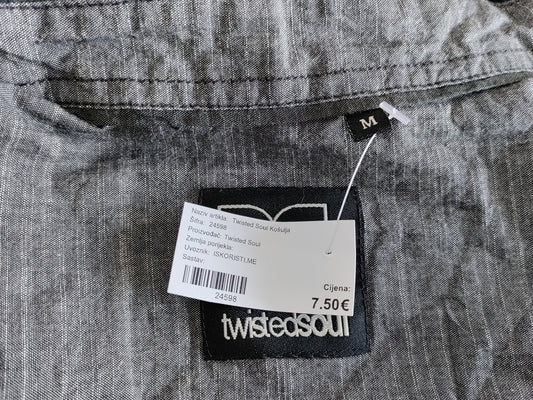 M
Naziv artikla: Twisted Soul Košulja
Šifra: 24598
Proizvođač: Twisted Soul
Zemlja porijekla:
Uvoznik: ISKORISTI.ME
Sastav:
24598
Cijena:
7.50€
twistedsoul